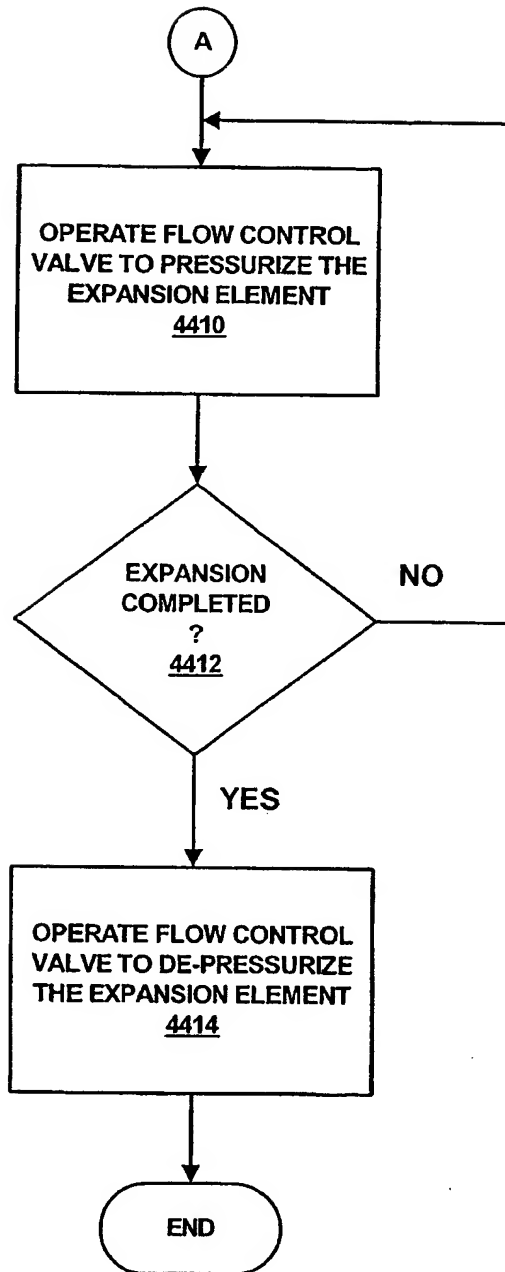 A
OPERATE FLOW CONTROL
VALVE TO PRESSURIZE THE
EXPANSION ELEMENT
4410
EXPANSION
COMPLETED
?
4412
NO
YES
OPERATE FLOW CONTROL
VALVE TO DE-PRESSURIZE
THE EXPANSION ELEMENT
4414
END